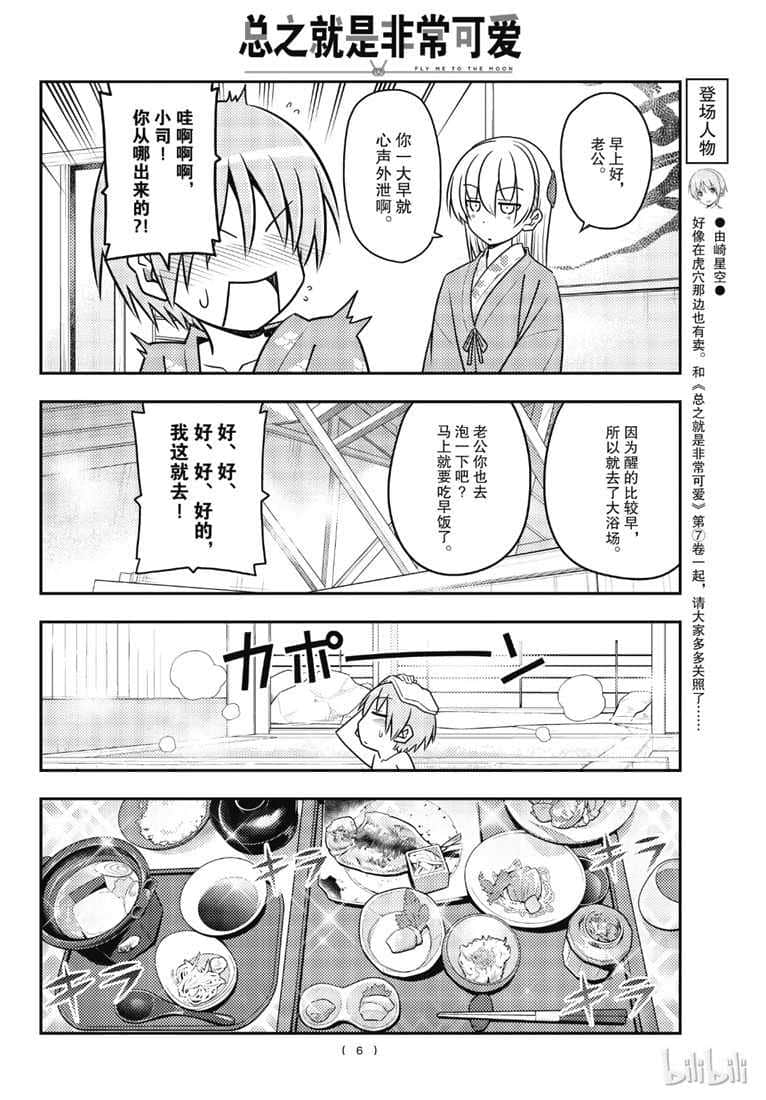 总之就是非常可爱
FLY ME TO THE MOON
登场人物
●由崎星空●
好像在虎穴那边也有卖。和《总之就是非常可爱》第⑦卷一起，请大家多多关照了……
早上好，
老公。
你一大早就
心声外泄啊。
哇啊啊啊，
小司！
你从哪出来的?!
因为醒的比较早，
所以就去了大浴场。
老公你也去
泡一下吧？
马上就要吃早饭了。
好、好、
好、好、好的，
我这就去！
カポーーン
キラ
キラ
キラ
キラ
( 6 )
bilibili